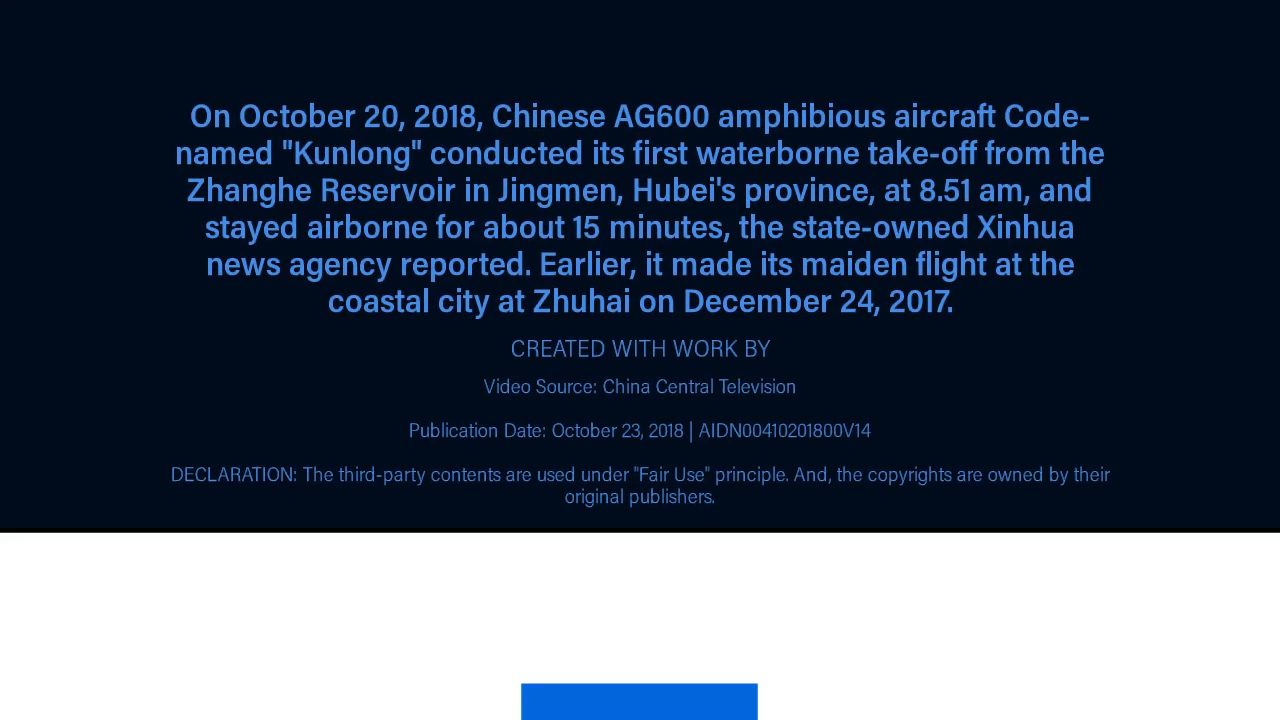 On October 20, 2018, Chinese AG600 amphibious aircraft Code-
named "Kunlong" conducted its first waterborne take-off from the
Zhanghe Reservoir in Jingmen, Hubei's province, at 8.51 am, and
stayed airborne for about 15 minutes, the state-owned Xinhua
news agency reported. Earlier, it made its maiden flight at the
coastal city at Zhuhai on December 24, 2017.
CREATED WITH WORK BY
Video Source: China Central Television
Publication Date: October 23, 2018 | AIDN00410201800V14
DECLARATION: The third-party contents are used under "Fair Use" principle. And, the copyrights are owned by their
original publishers.